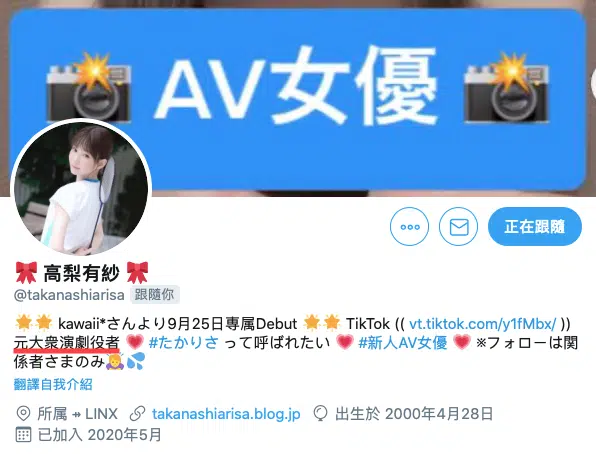 📸 AV女優 📸
正在跟隨
🎀 高梨有紗 🎀
@takanashiarisa 跟隨你
🌟🌟 kawaii*さんより9月25日専属Debut 🌟🌟 TikTok (( vt.tiktok.com/y1fMbx/ ))
元大衆演劇役者 💗 #たかりさ って呼ばれたい 💗 #新人AV女優 💗 ※フォローは関
係者さまのみ🙇‍♀️💦
翻譯自我介紹
所属 ↠ LINX takanashiarisa.blog.jp 出生於 2000年4月28日
已加入 2020年5月